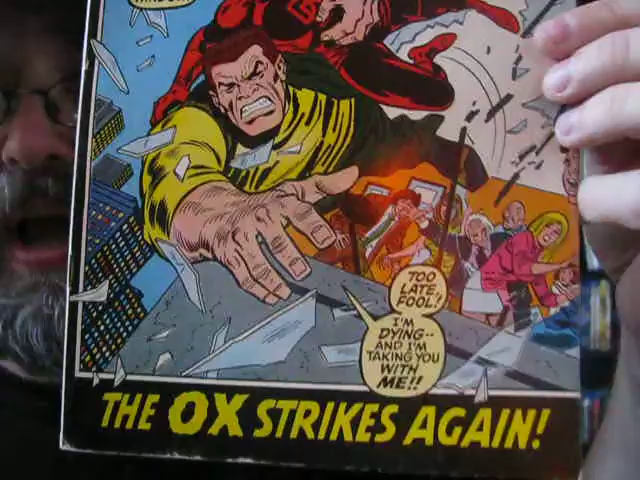 TOO
LATE,
FOOL!
I'M
DYING--
AND I'M
TAKING YOU
WITH
ME!!
THE OX STRIKES AGAIN!